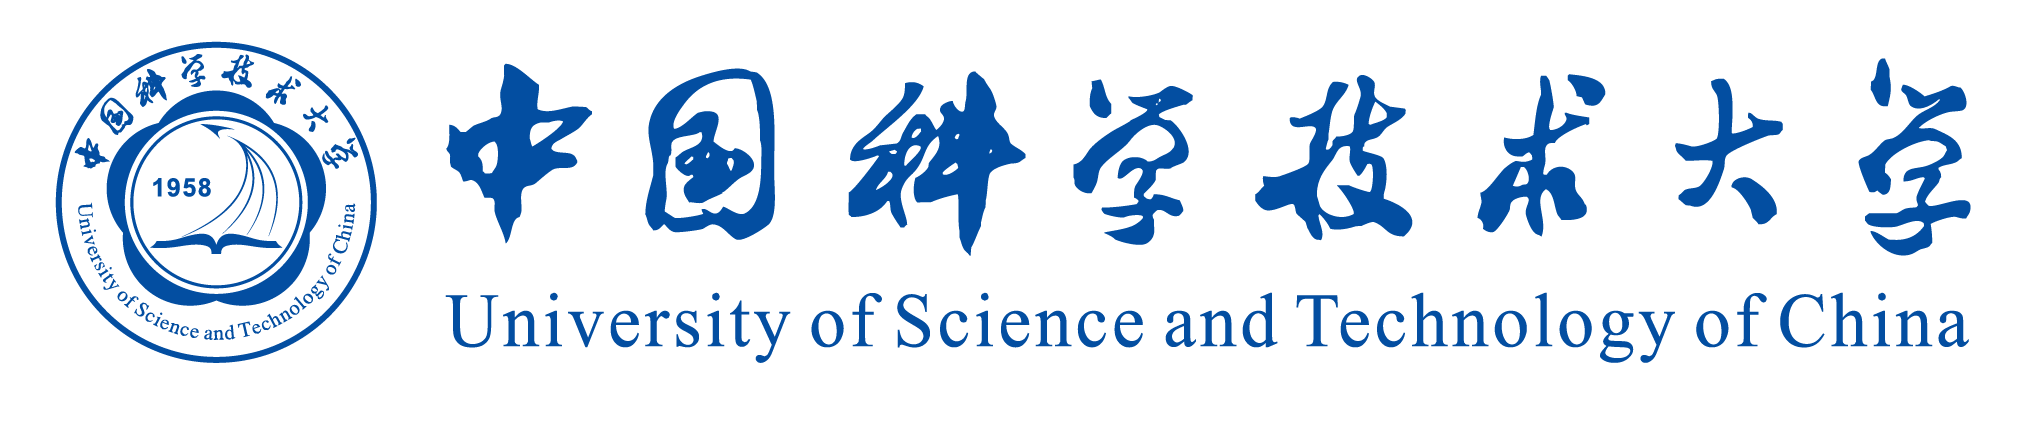 中国科学技术大学
1958
University of Science and Technology of China
中国科学技术大学
University of Science and Technology of China